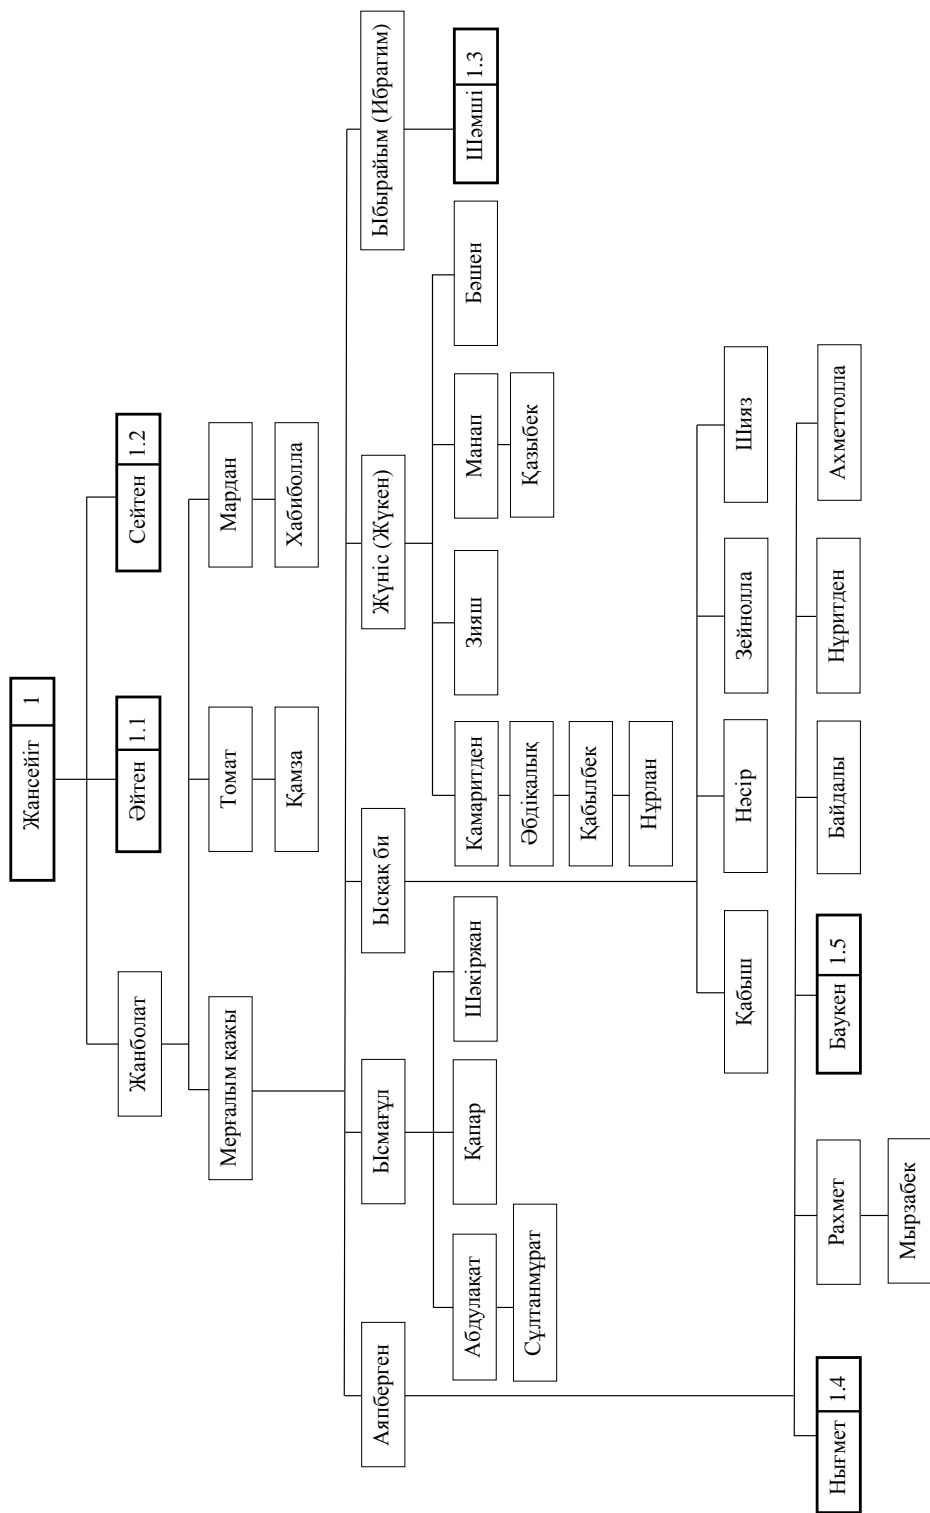 Жансейіт 1
Жанболат
Әйтен 1.1
Сейтен 1.2
Мерғалым қажы
Томат
Мардан
Қамза
Хабиболла
Аяпберген
Ысмағұл
Ысқақ би
Жүніс (Жүкен)
Ыбырайым (Ибрагим)
Абдулақат
Қапар
Шәкіржан
Камаритден
Зияш
Манап
Бәшен
Шәмші 1.3
Сұлтанмұрат
Әбдіқалық
Қазыбек
Қабылбек
Нұрлан
Қабыш
Нәсір
Зейнолла
Шияз
Нығмет 1.4
Рахмет
Баукен 1.5
Байдалы
Нұритден
Ахметтолла
Мырзабек